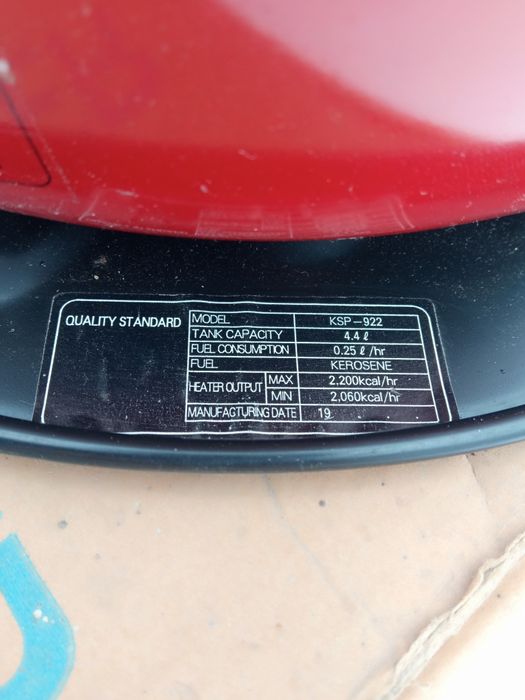 QUALITY STANDARD
MODEL KSP-922
TANK CAPACITY 4.4 ℓ
FUEL CONSUMPTION 0.25 ℓ/hr
FUEL KEROSENE
HEATER OUTPUT MAX 2,200kcal/hr
MIN 2,060kcal/hr
MANUFACTURING DATE 19